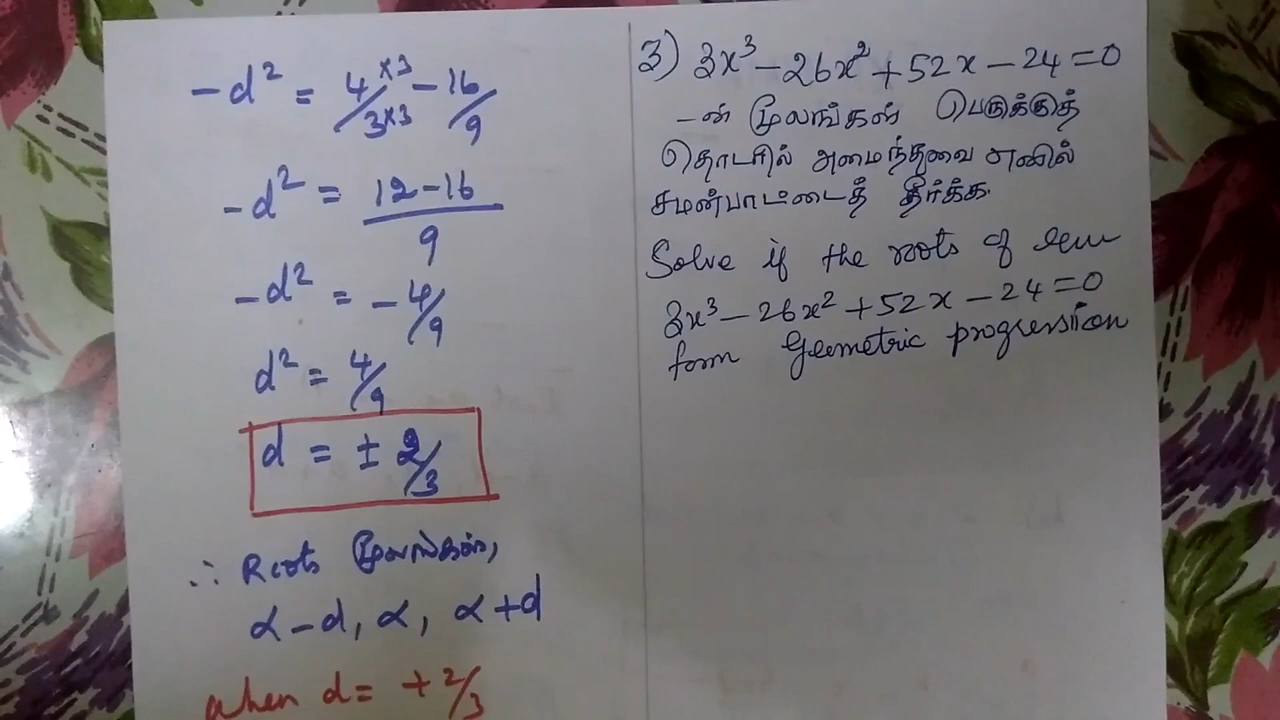 -d² = 4/3 ×3 ×3 - 16/9
-d² = 12-16/9
-d² = -4/9
d² = 4/9
d = ± 2/3
∴ Roots மூலங்கள்,
α-d, α, α+d
when d = +2/3
3) 3x³-26x²+52x-24=0
-ன் மூலங்கள் பெருக்குத்
தொடரில் அமைந்தவை எனில்
சமன்பாட்டைத் தீர்க்க.
Solve if the roots of
3x³-26x²+52x-24=0
form Geometric progression